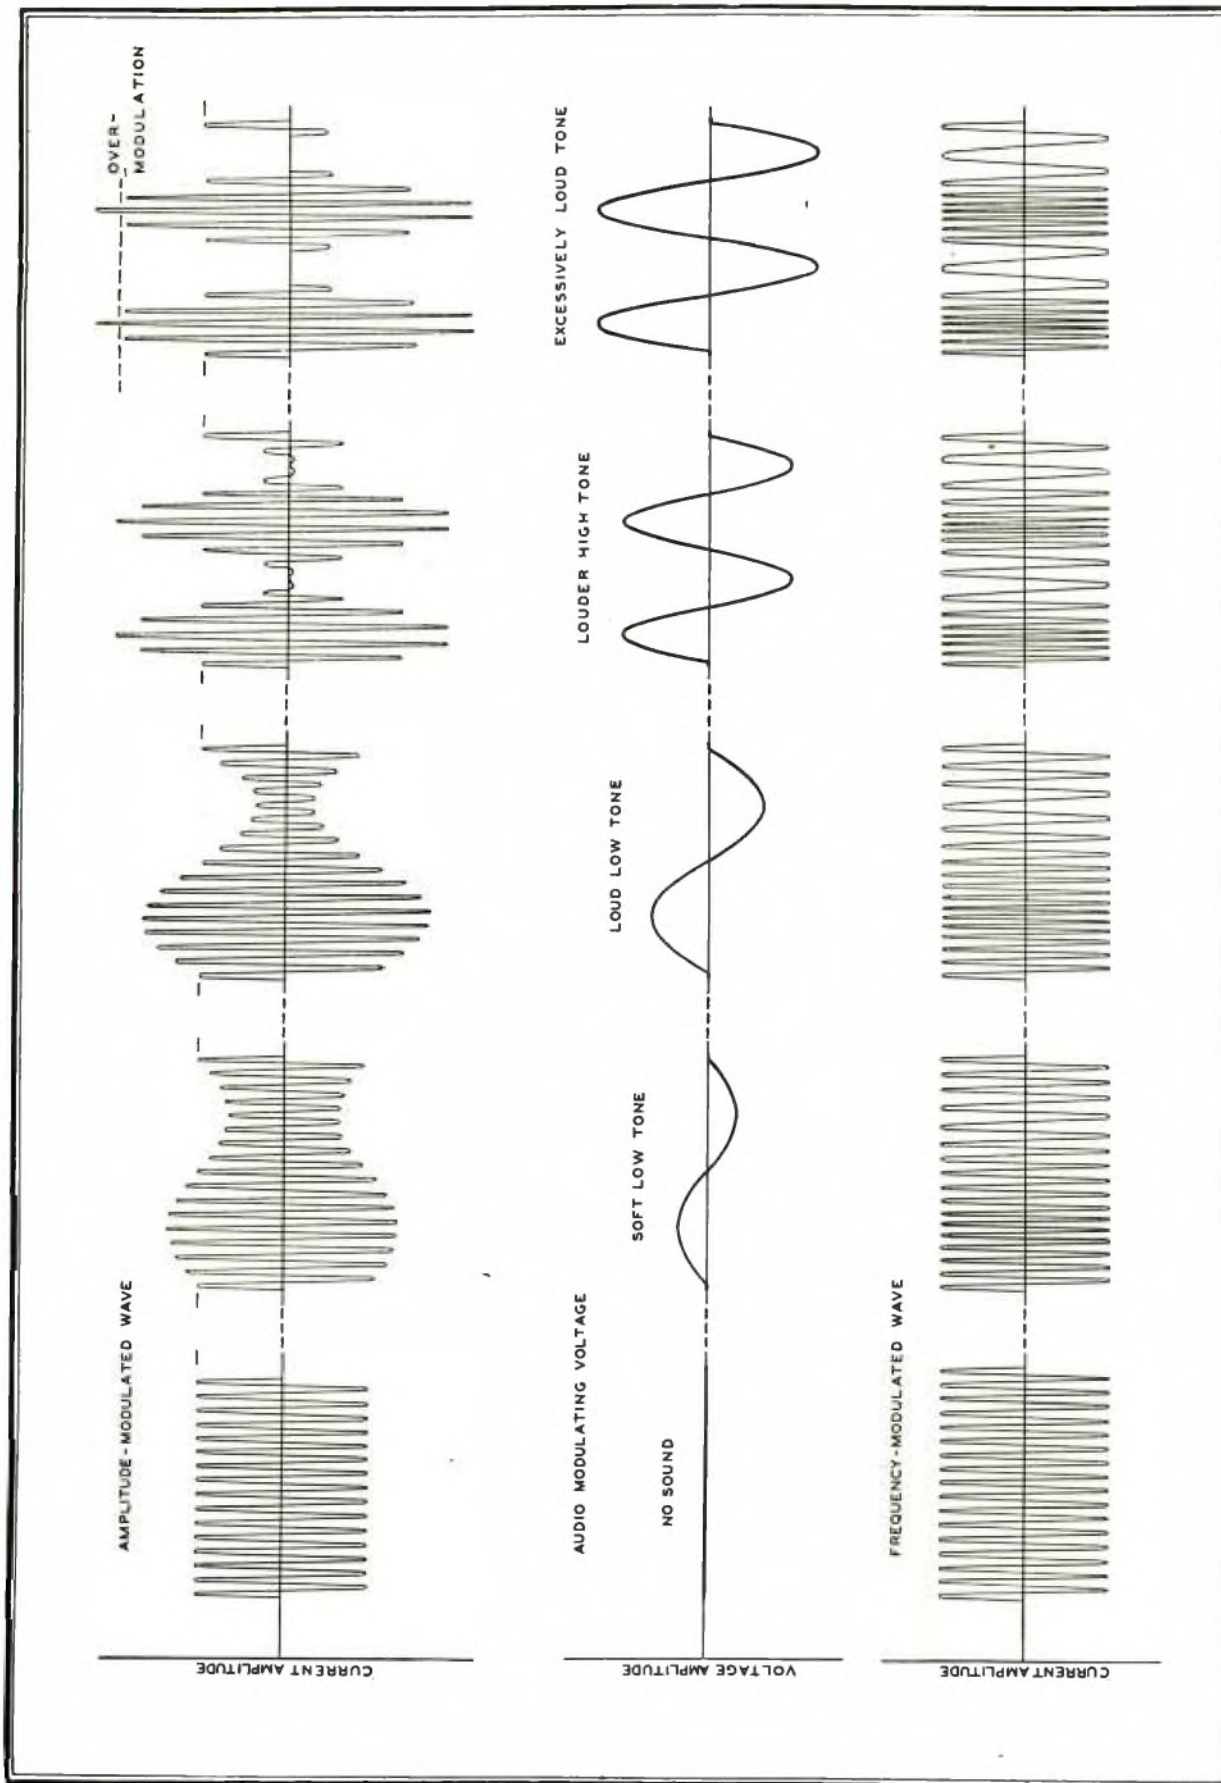 AMPLITUDE-MODULATED WAVE
OVER-
MODULATION
CURRENT AMPLITUDE
AUDIO MODULATING VOLTAGE
NO SOUND
SOFT LOW TONE
LOUD LOW TONE
LOUDER HIGH TONE
EXCESSIVELY LOUD TONE
VOLTAGE AMPLITUDE
FREQUENCY-MODULATED WAVE
CURRENT AMPLITUDE